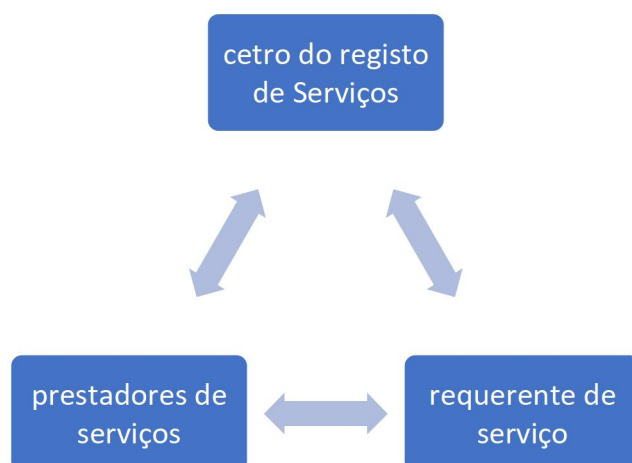 cetro do registo
de Serviços
prestadores de
serviços
requerente de
serviço